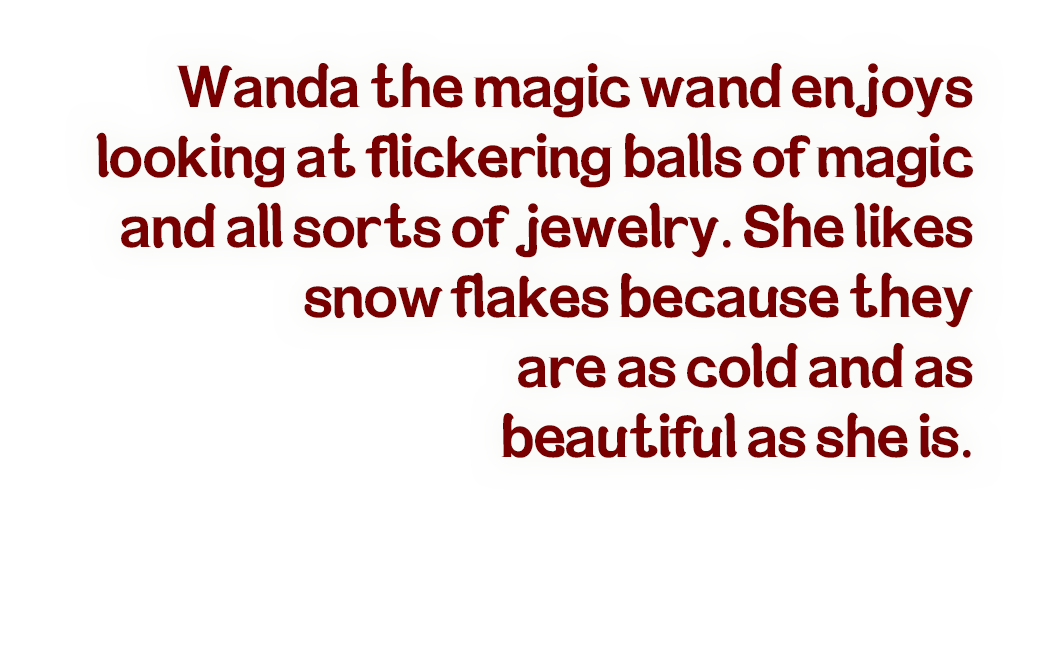 Wanda the magic wand enjoys
looking at flickering balls of magic
and all sorts of jewelry. She likes
snow flakes because they
are as cold and as
beautiful as she is.